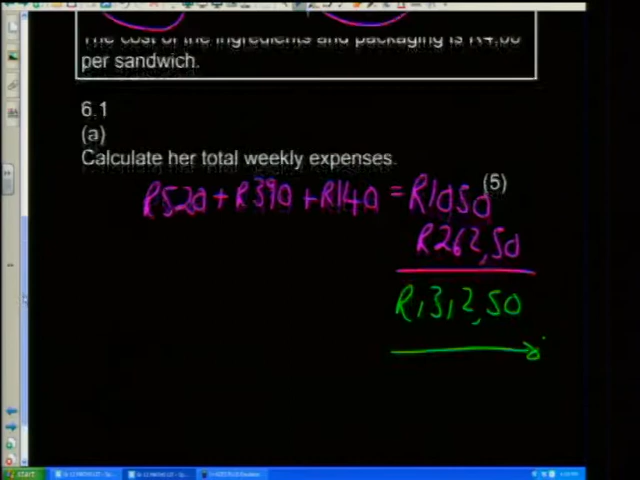 The cost of the ingredients and packaging is R4.00
per sandwich.
6.1
(a)
Calculate her total weekly expenses.
(5)
R520 + R390 + R140 = R1050
R262,50
R1312,50